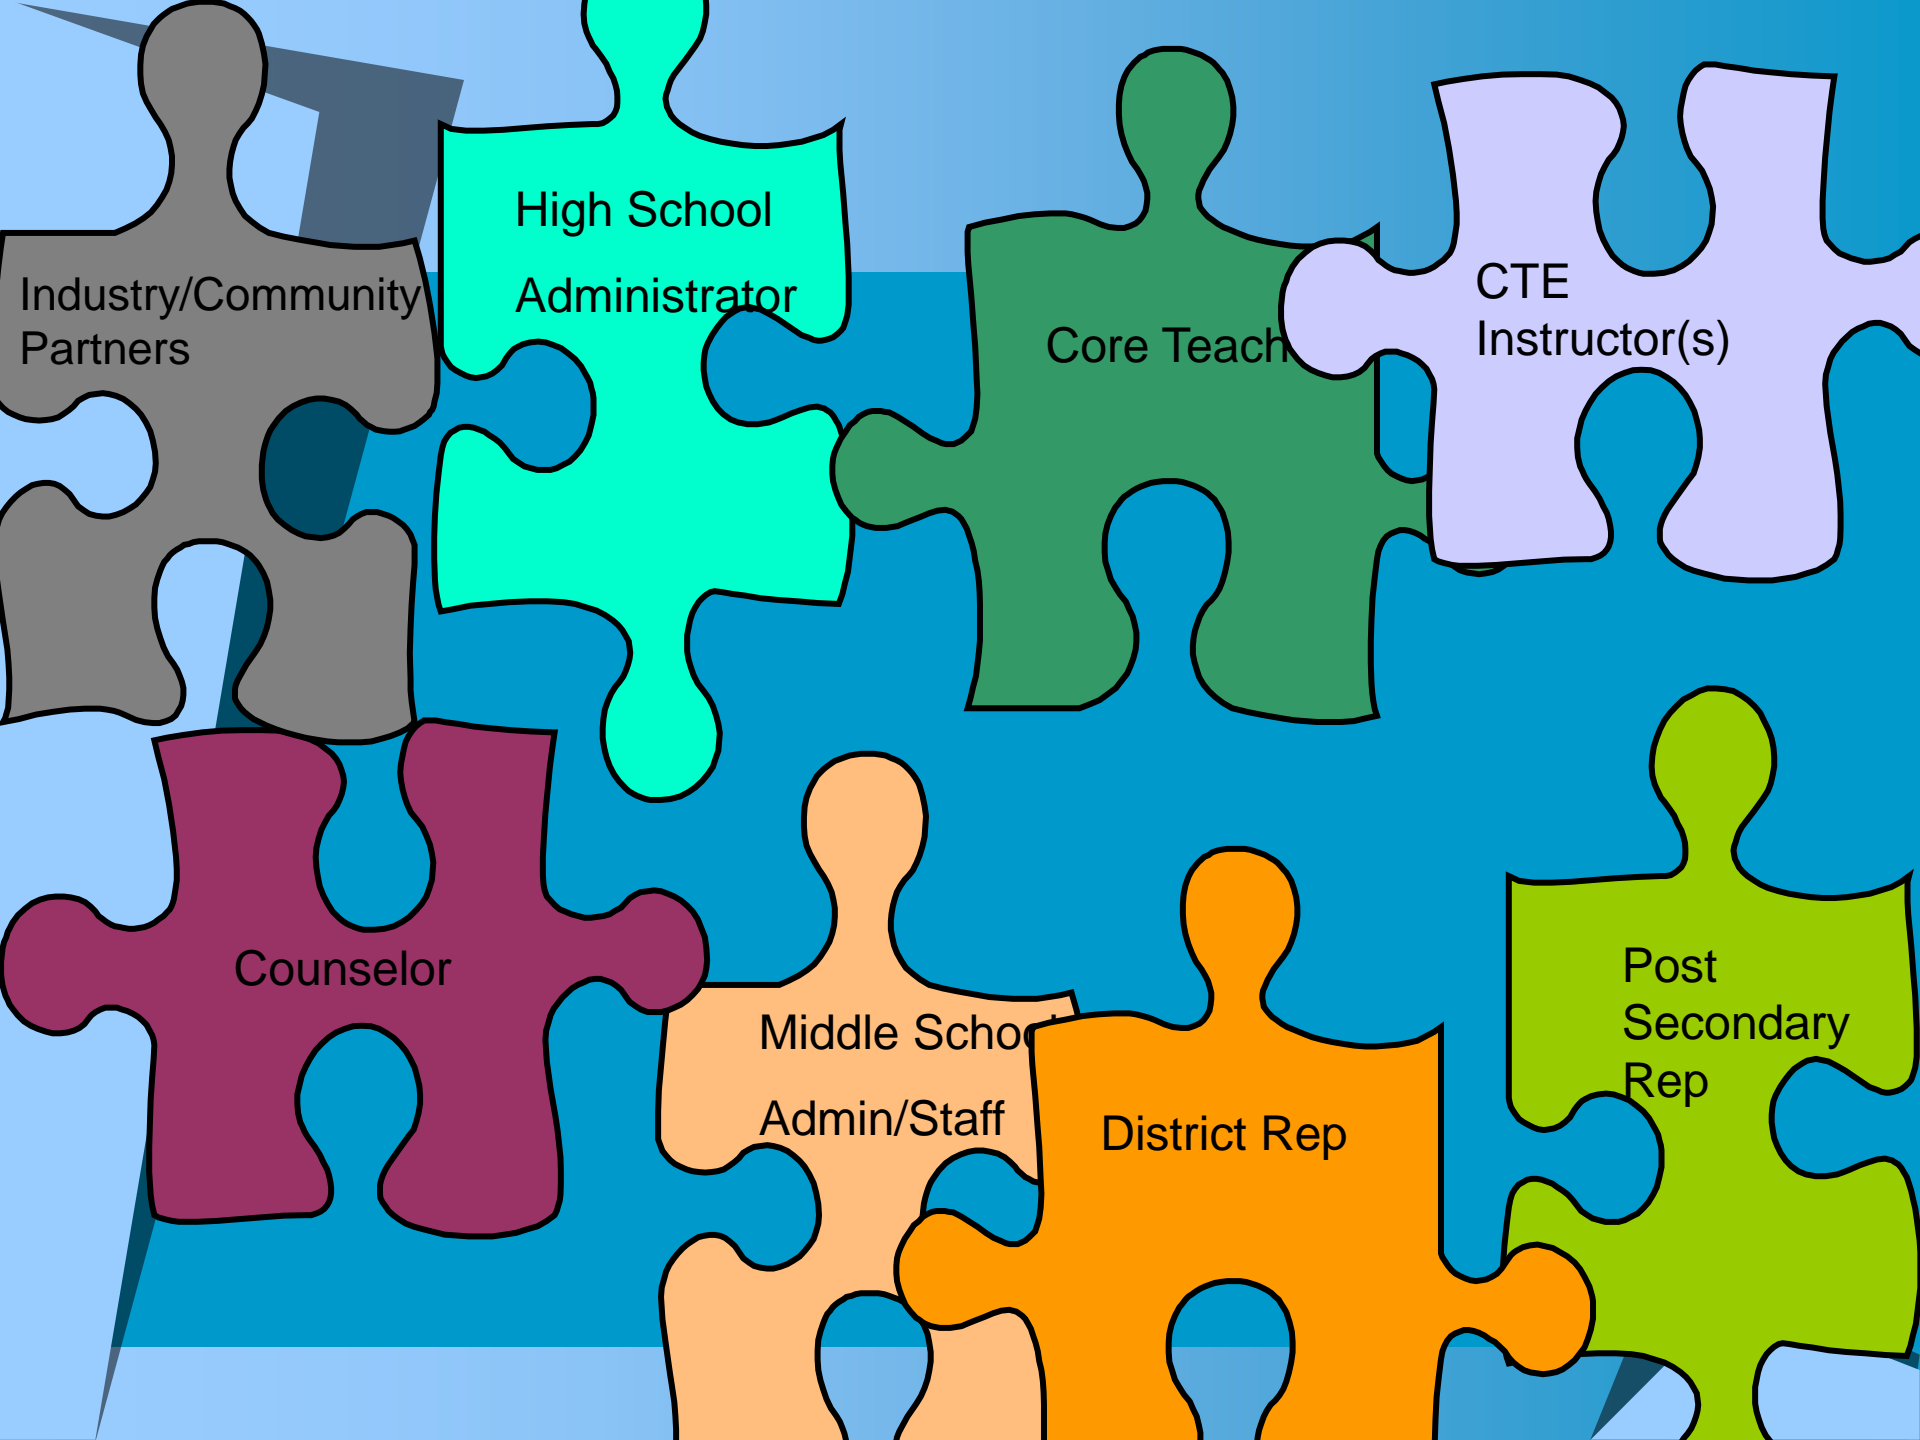 Industry/Community
Partners
High School
Administrator
Core Teach
CTE
Instructor(s)
Counselor
Middle School
Admin/Staff
District Rep
Post
Secondary
Rep